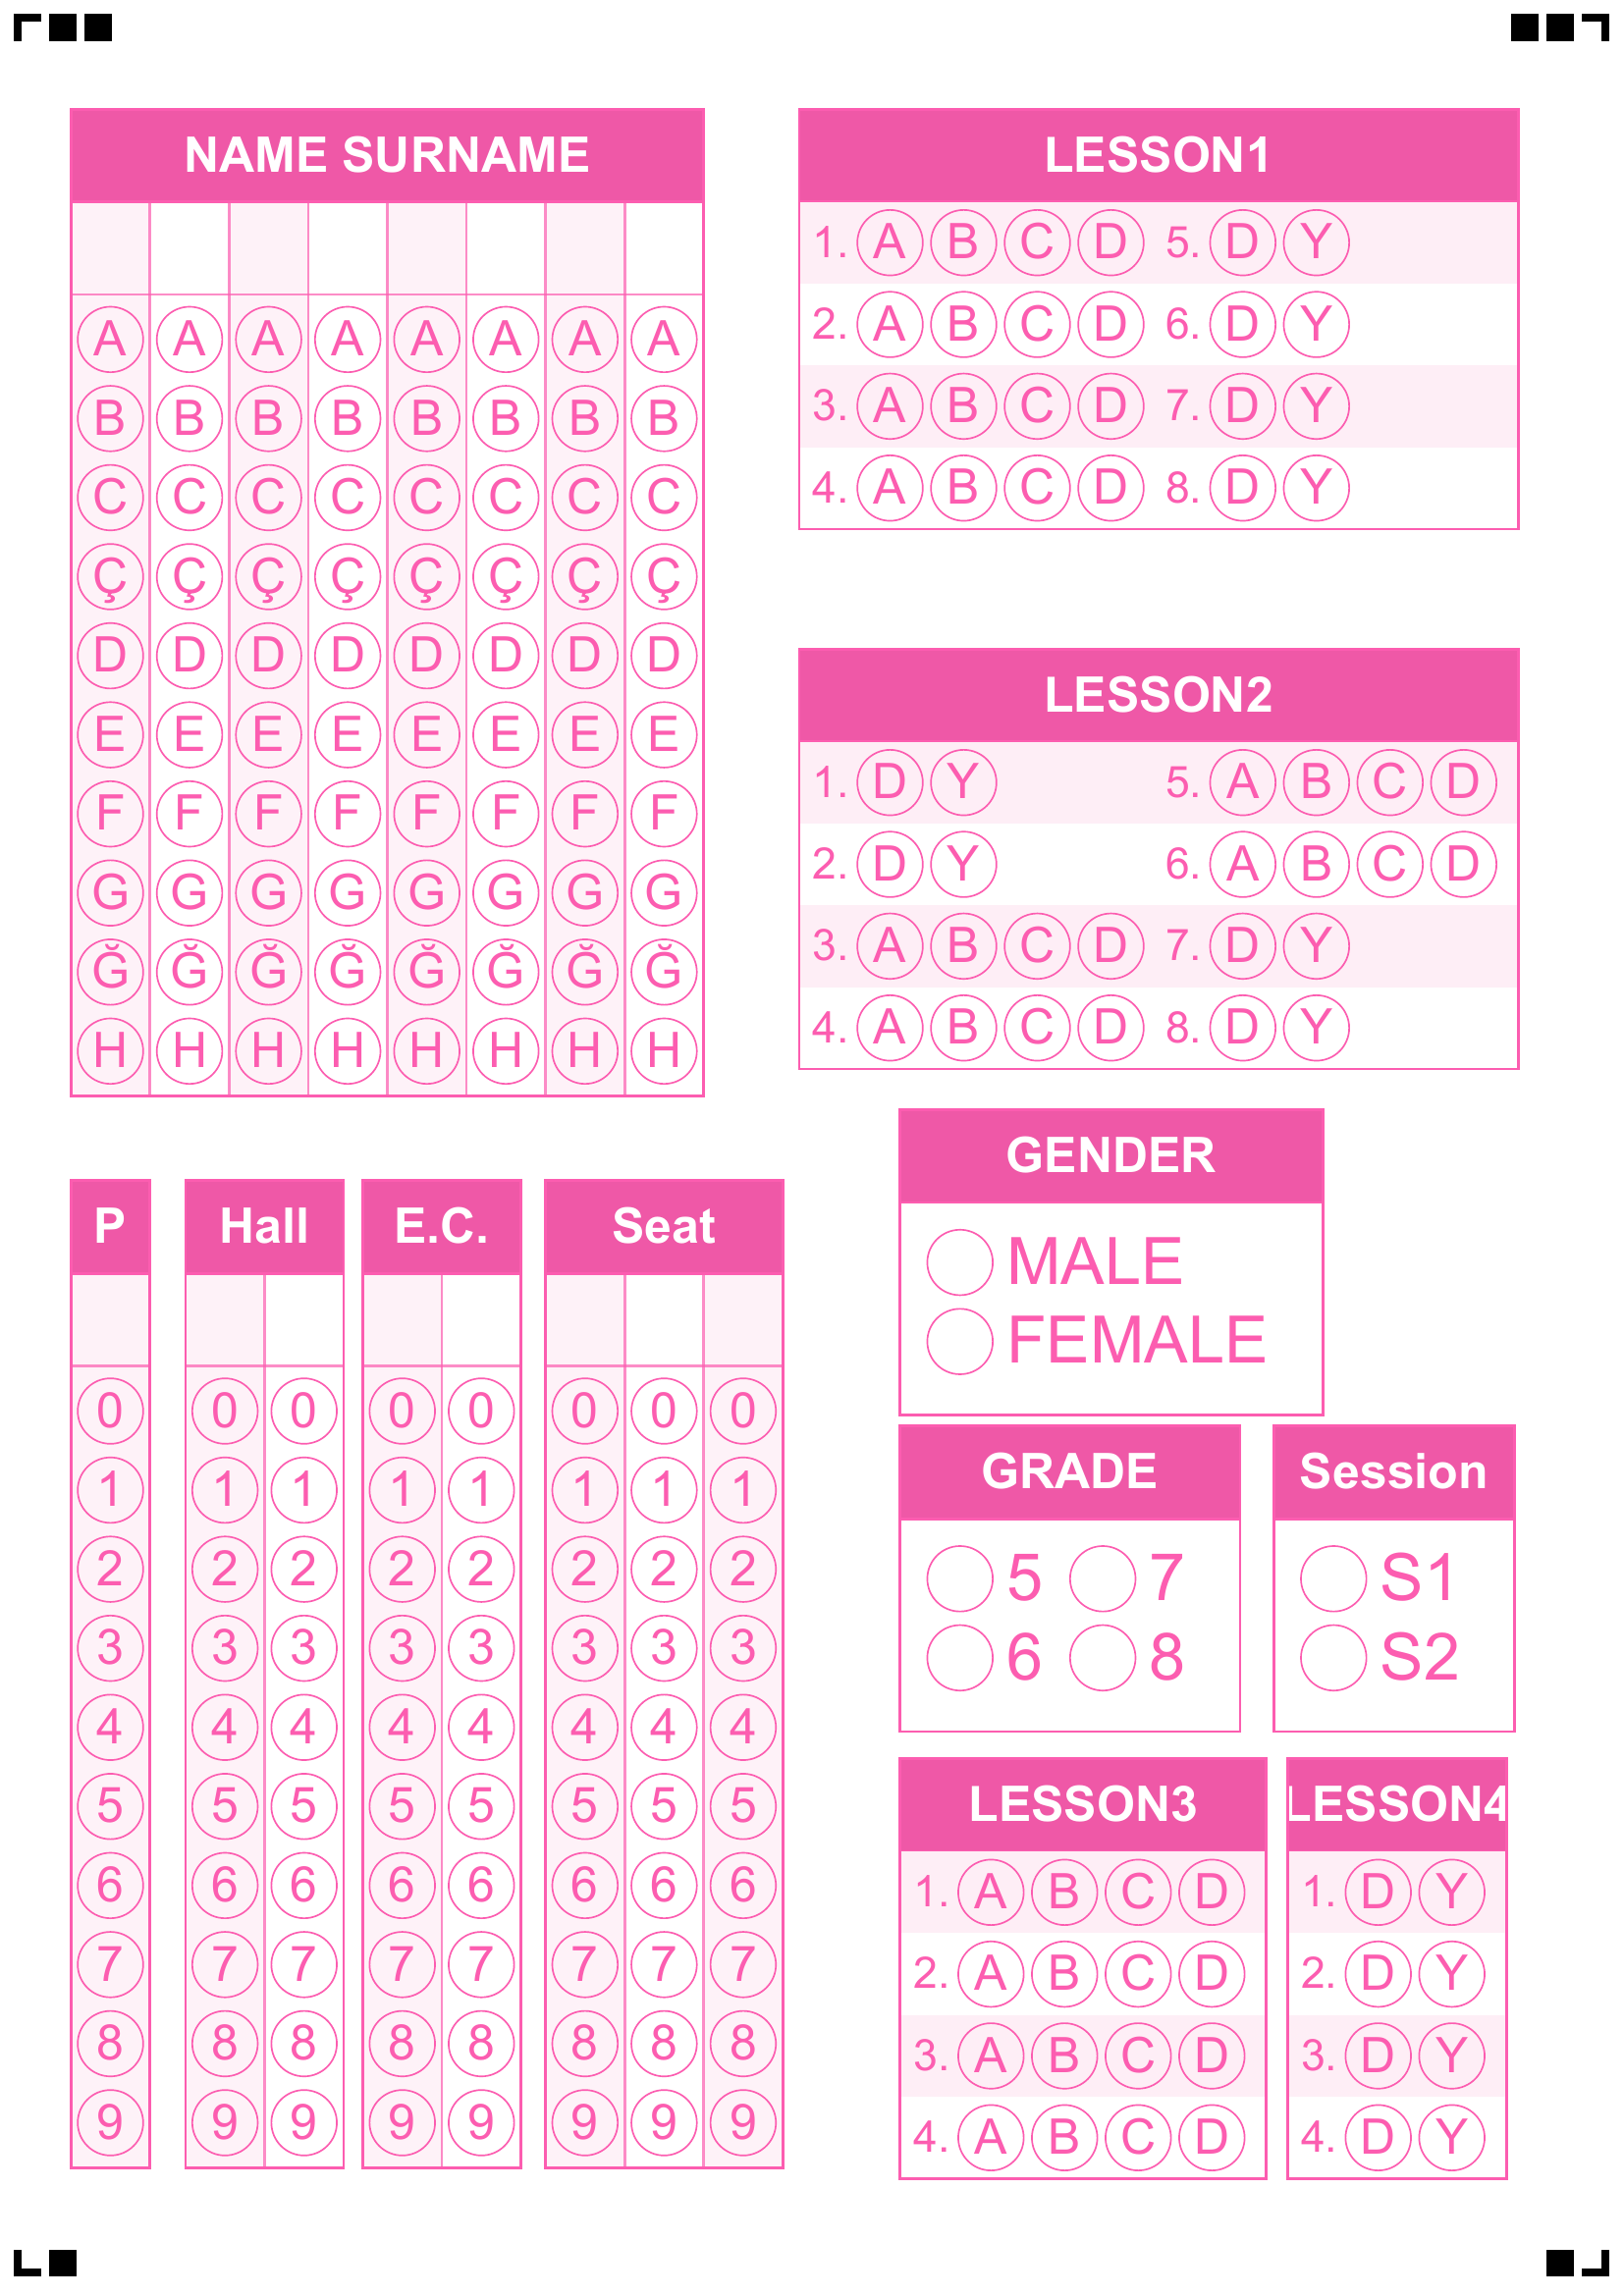 NAME SURNAME
A A A A A A A A
B B B B B B B B
C C C C C C C C
Ç Ç Ç Ç Ç Ç Ç Ç
D D D D D D D D
E E E E E E E E
F F F F F F F F
G G G G G G G G
Ğ Ğ Ğ Ğ Ğ Ğ Ğ Ğ
H H H H H H H H
LESSON1
1. A B C D 5. D Y
2. A B C D 6. D Y
3. A B C D 7. D Y
4. A B C D 8. D Y
LESSON2
1. D Y 5. A B C D
2. D Y 6. A B C D
3. A B C D 7. D Y
4. A B C D 8. D Y
P Hall E.C. Seat
0 0 0 0 0 0 0 0
1 1 1 1 1 1 1 1
2 2 2 2 2 2 2 2
3 3 3 3 3 3 3 3
4 4 4 4 4 4 4 4
5 5 5 5 5 5 5 5
6 6 6 6 6 6 6 6
7 7 7 7 7 7 7 7
8 8 8 8 8 8 8 8
9 9 9 9 9 9 9 9
GENDER
MALE
FEMALE
GRADE
5 7
6 8
Session
S1
S2
LESSON3
1. A B C D
2. A B C D
3. A B C D
4. A B C D
LESSON4
1. D Y
2. D Y
3. D Y
4. D Y